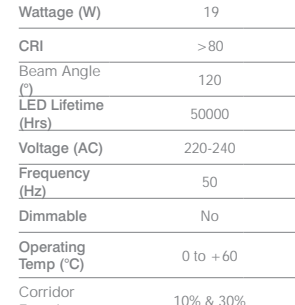 Wattage (W) 19
CRI >80
Beam Angle
(°) 120
LED Lifetime
(Hrs) 50000
Voltage (AC) 220-240
Frequency
(Hz) 50
Dimmable No
Operating
Temp (°C) 0 to +60
Corridor
10% & 30%